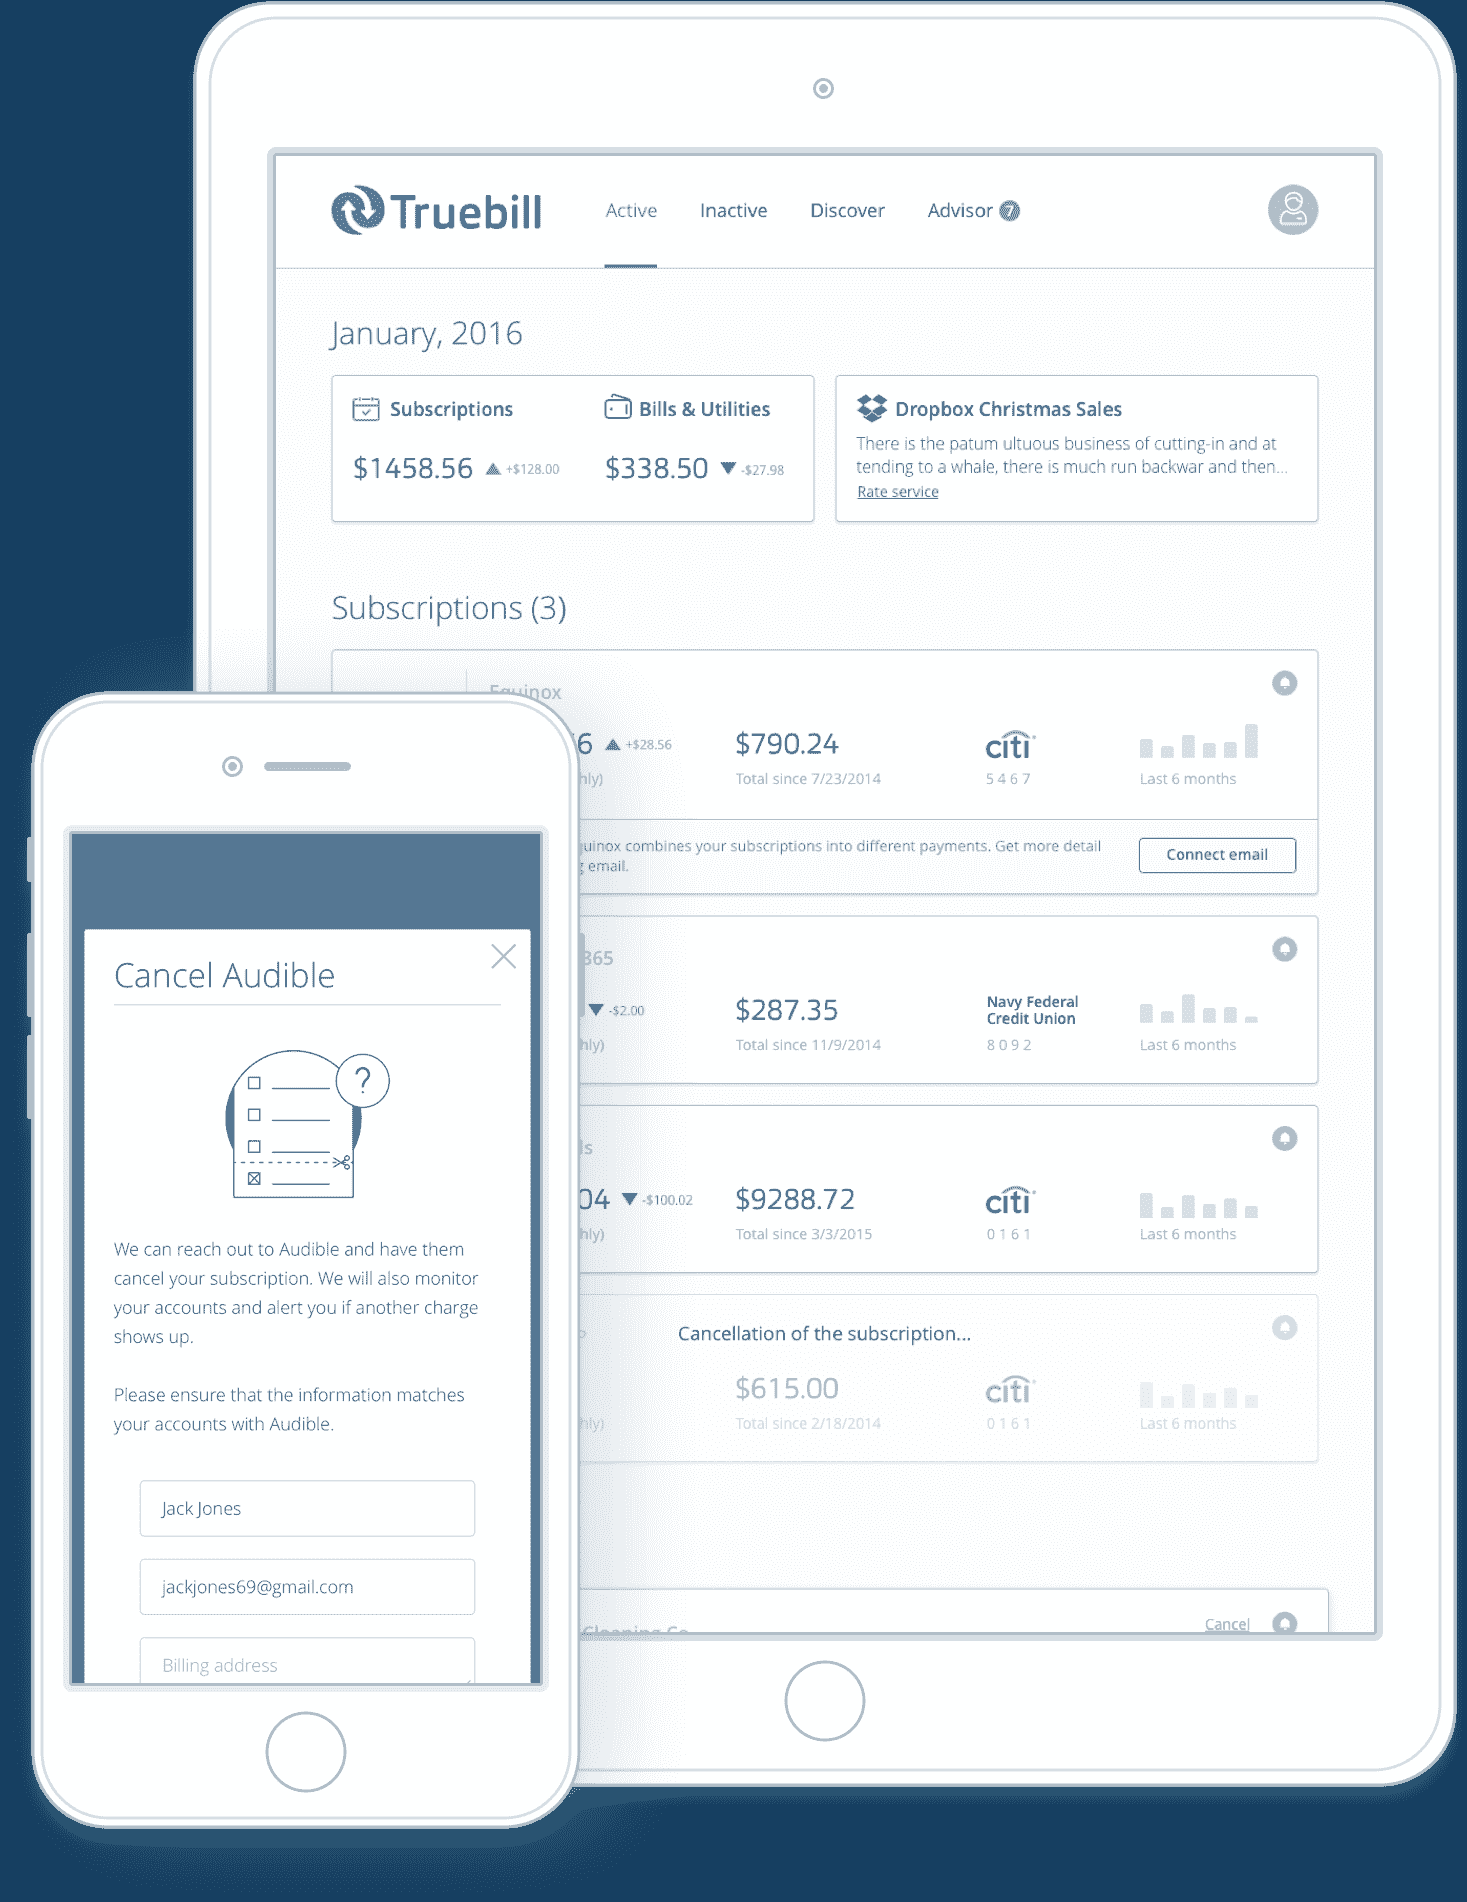 Truebill
Active
Inactive
Discover
Advisor 7
January, 2016
Subscriptions
$1458.56 +$128.00
Bills & Utilities
$338.50 -$27.98
Dropbox Christmas Sales
There is the patum ultuous business of cutting-in and at
tending to a whale, there is much run backwar and then...
Rate service
Subscriptions (3)
Equinox
6 +$28.56
hly)
$790.24
Total since 7/23/2014
citi
5 4 6 7
Last 6 months
uinox combines your subscriptions into different payments. Get more detail
g email.
Connect email
365
-$2.00
hly)
$287.35
Total since 11/9/2014
Navy Federal
Credit Union
8 0 9 2
Last 6 months
ls
04 -$100.02
hly)
$9288.72
Total since 3/3/2015
citi
0 1 6 1
Last 6 months
Cancellation of the subscription...
hly)
$615.00
Total since 2/18/2014
citi
0 1 6 1
Last 6 months
Cleaning Co
Cancel
Cancel Audible
?
We can reach out to Audible and have them
cancel your subscription. We will also monitor
your accounts and alert you if another charge
shows up.
Please ensure that the information matches
your accounts with Audible.
Jack Jones
jackjones69@gmail.com
Billing address